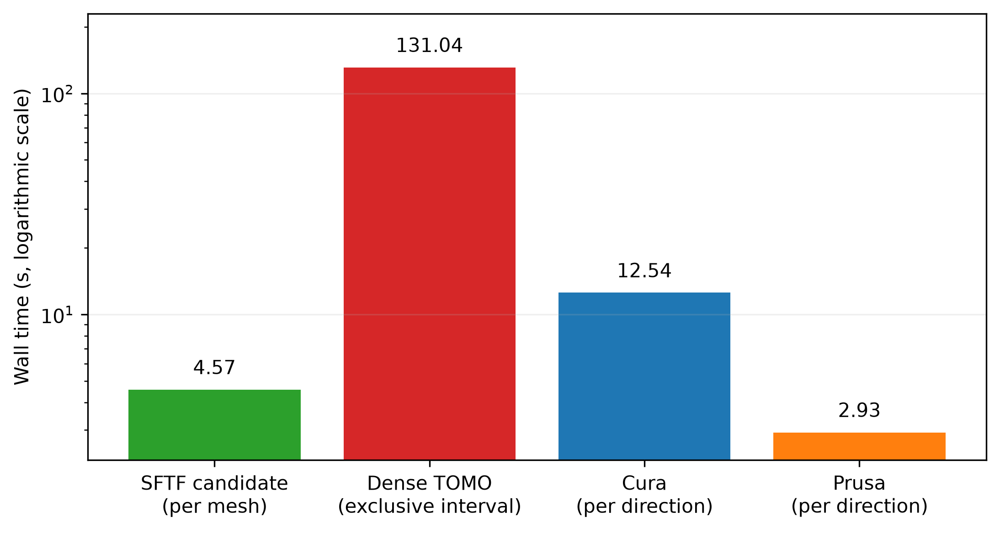 Wall time (s, logarithmic scale)
10²
10¹
131.04
12.54
4.57
2.93
SFTF candidate
(per mesh)
Dense TOMO
(exclusive interval)
Cura
(per direction)
Prusa
(per direction)